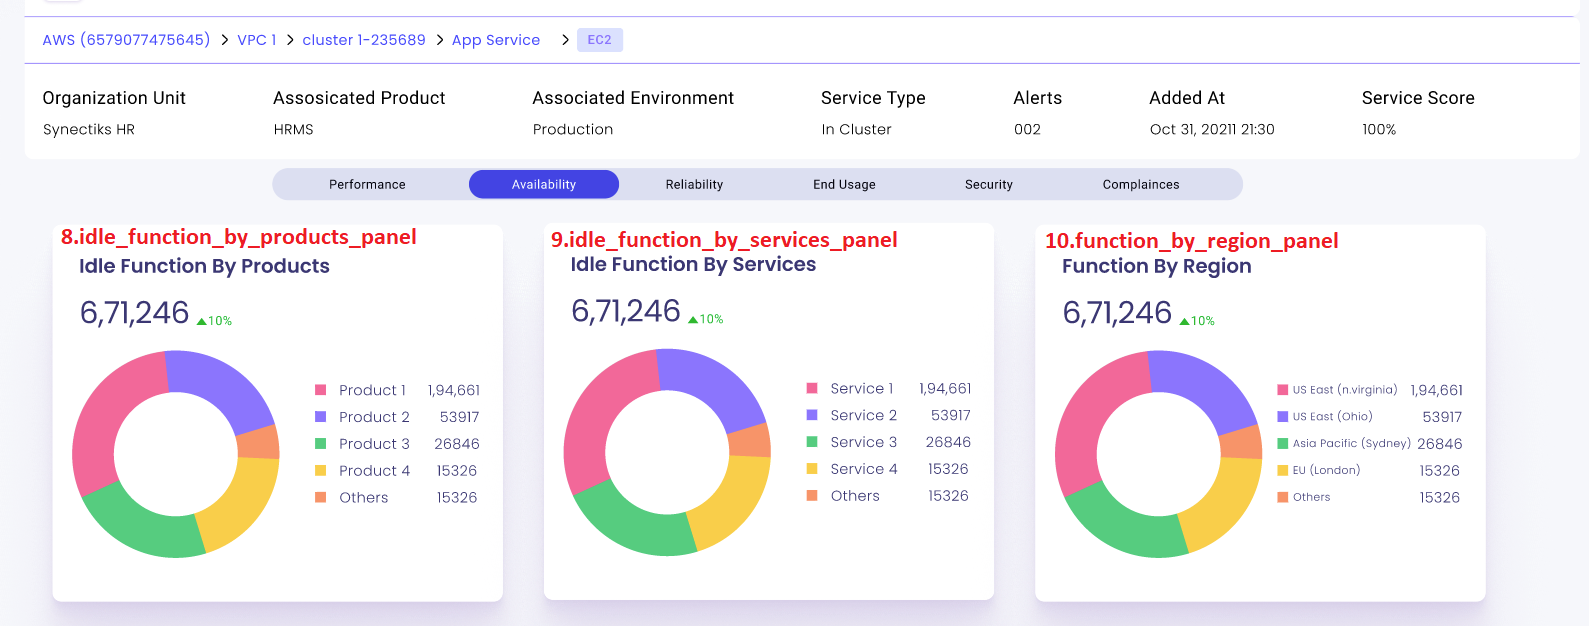 AWS (6579077475645) > VPC 1 > cluster 1-235689 > App Service > EC2
Organization Unit Assosicated Product Associated Environment Service Type Alerts Added At Service Score
Synectiks HR HRMS Production In Cluster 002 Oct 31, 20211 21:30 100%
Performance Availability Reliability End Usage Security Complainces
8.idle_function_by_products_panel
Idle Function By Products
6,71,246 ▲10%
Product 1 1,94,661
Product 2 53917
Product 3 26846
Product 4 15326
Others 15326
9.idle_function_by_services_panel
Idle Function By Services
6,71,246 ▲10%
Service 1 1,94,661
Service 2 53917
Service 3 26846
Service 4 15326
Others 15326
10.function_by_region_panel
Function By Region
6,71,246 ▲10%
US East (n.virginia) 1,94,661
US East (Ohio) 53917
Asia Pacific (Sydney) 26846
EU (London) 15326
Others 15326